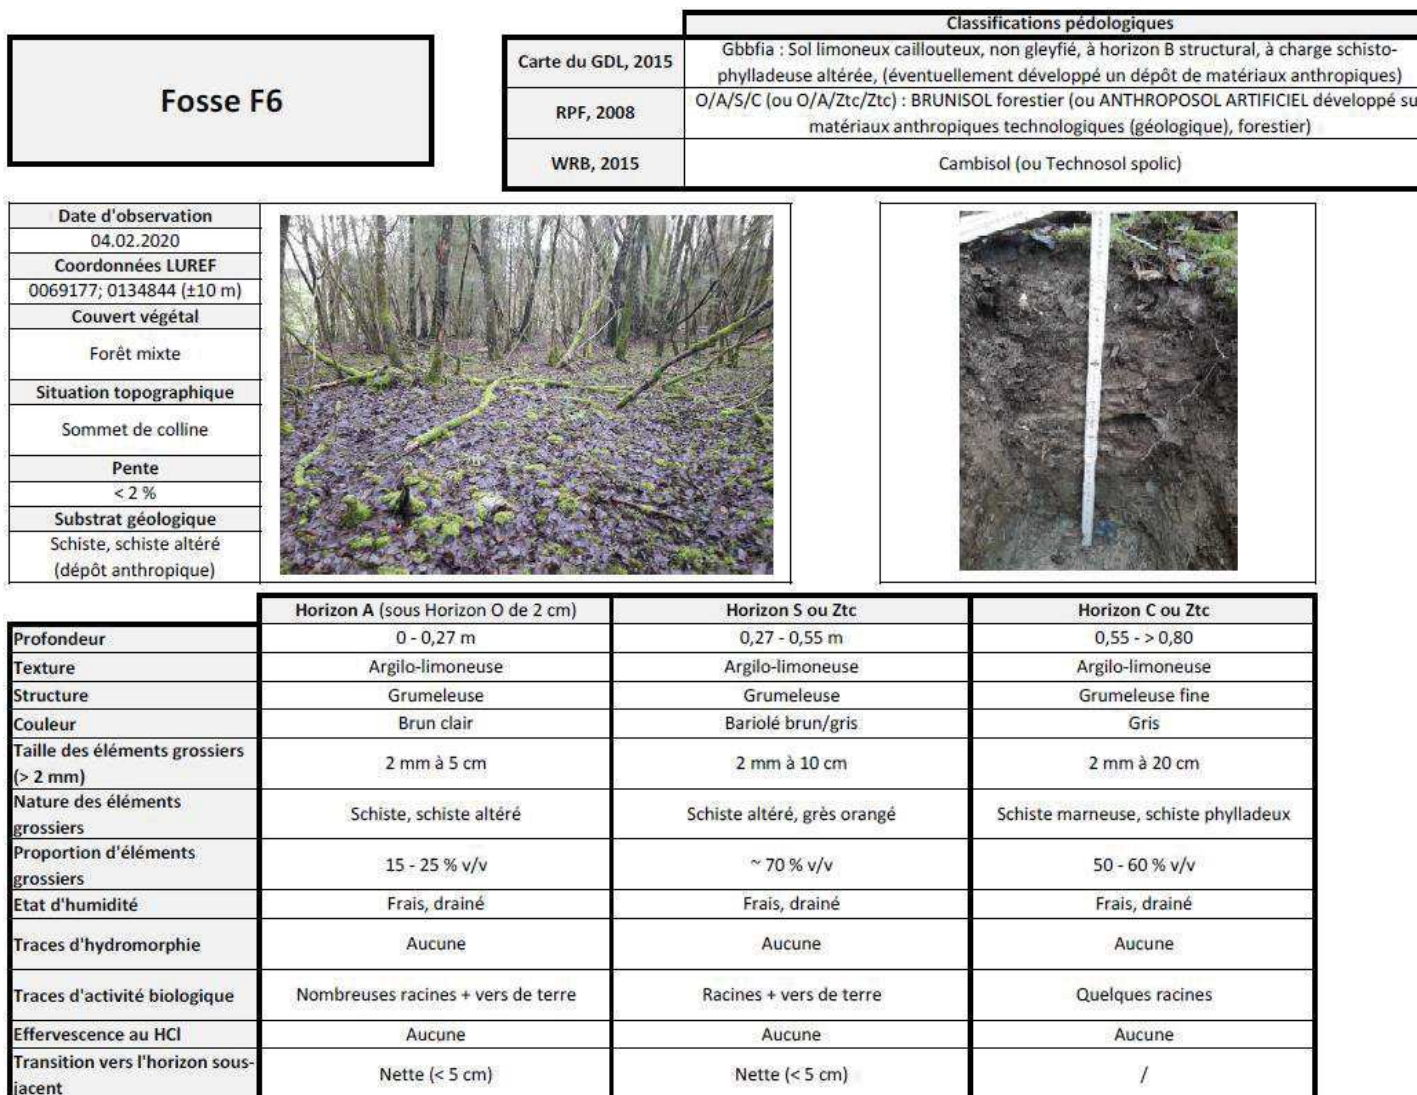 Fosse F6
Classifications pédologiques
Carte du GDL, 2015
Gbbfia : Sol limoneux caillouteux, non gleyfié, à horizon B structural, à charge schisto-
phylladeuse altérée, (éventuellement développé un dépôt de matériaux anthropiques)
RPF, 2008
O/A/S/C (ou O/A/Ztc/Ztc) : BRUNISOL forestier (ou ANTHROPOSOL ARTIFICIEL développé su
matériaux anthropiques technologiques (géologique), forestier)
WRB, 2015
Cambisol (ou Technosol spolic)
Date d'observation
04.02.2020
Coordonnées LUREF
0069177; 0134844 (±10 m)
Couvert végétal
Forêt mixte
Situation topographique
Sommet de colline
Pente
< 2 %
Substrat géologique
Schiste, schiste altéré
(dépôt anthropique)
Horizon A (sous Horizon O de 2 cm)
Horizon S ou Ztc
Horizon C ou Ztc
Profondeur
0 - 0,27 m
0,27 - 0,55 m
0,55 - > 0,80
Texture
Argilo-limoneuse
Argilo-limoneuse
Argilo-limoneuse
Structure
Grumeleuse
Grumeleuse
Grumeleuse fine
Couleur
Brun clair
Bariolé brun/gris
Gris
Taille des éléments grossiers
(> 2 mm)
2 mm à 5 cm
2 mm à 10 cm
2 mm à 20 cm
Nature des éléments
grossiers
Schiste, schiste altéré
Schiste altéré, grès orangé
Schiste marneuse, schiste phylladeux
Proportion d'éléments
grossiers
15 - 25 % v/v
~ 70 % v/v
50 - 60 % v/v
Etat d'humidité
Frais, drainé
Frais, drainé
Frais, drainé
Traces d'hydromorphie
Aucune
Aucune
Aucune
Traces d'activité biologique
Nombreuses racines + vers de terre
Racines + vers de terre
Quelques racines
Effervescence au HCl
Aucune
Aucune
Aucune
Transition vers l'horizon sous-
jacent
Nette (< 5 cm)
Nette (< 5 cm)
/